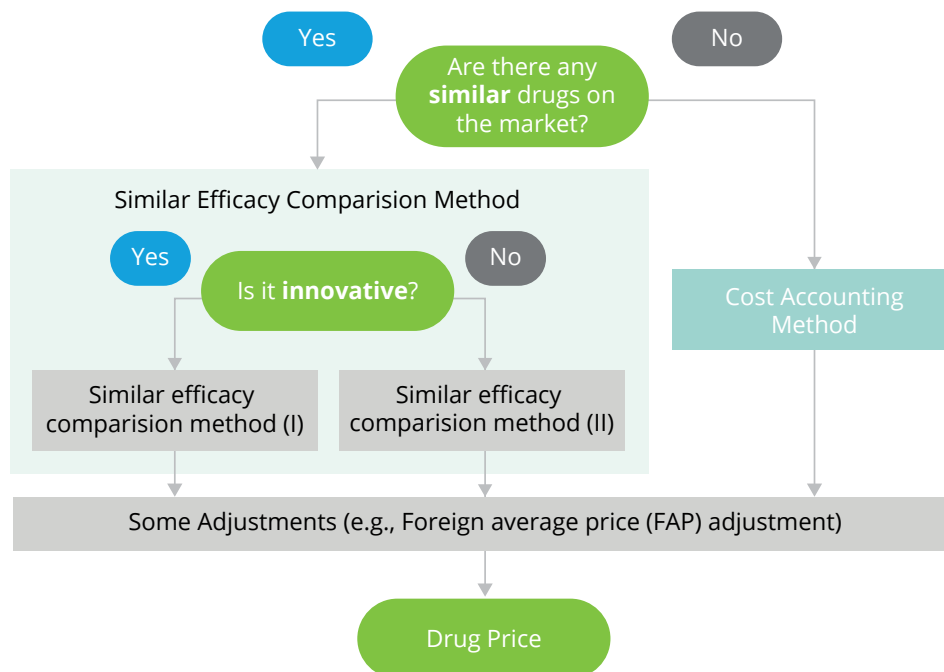 Yes
No
Are there any
similar drugs on
the market?
Similar Efficacy Comparision Method
Yes
No
Is it innovative?
Cost Accounting
Method
Similar efficacy
comparision method (I)
Similar efficacy
comparision method (II)
Some Adjustments (e.g., Foreign average price (FAP) adjustment)
Drug Price